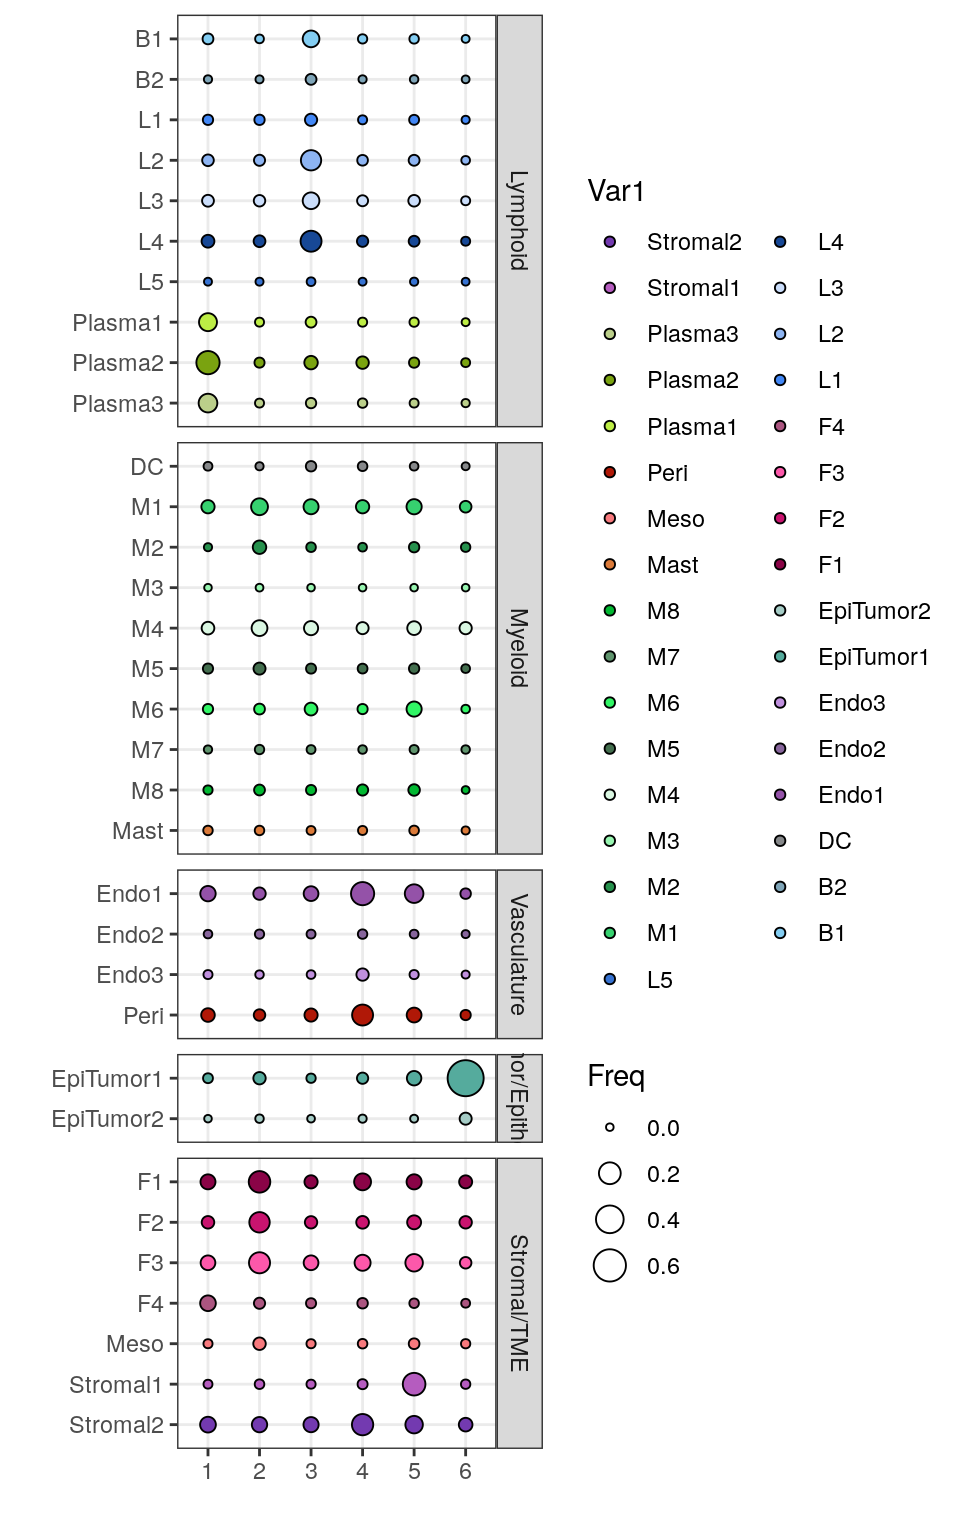 B1
B2
L1
L2
L3
L4
L5
Plasma1
Plasma2
Plasma3
Lymphoid
DC
M1
M2
M3
M4
M5
M6
M7
M8
Mast
Myeloid
Endo1
Endo2
Endo3
Peri
Vasculature
EpiTumor1
EpiTumor2
or/Epith
F1
F2
F3
F4
Meso
Stromal1
Stromal2
Stromal/TME
1 2 3 4 5 6
Var1
Stromal2
Stromal1
Plasma3
Plasma2
Plasma1
Peri
Meso
Mast
M8
M7
M6
M5
M4
M3
M2
M1
L5
L4
L3
L2
L1
F4
F3
F2
F1
EpiTumor2
EpiTumor1
Endo3
Endo2
Endo1
DC
B2
B1
Freq
0.0
0.2
0.4
0.6